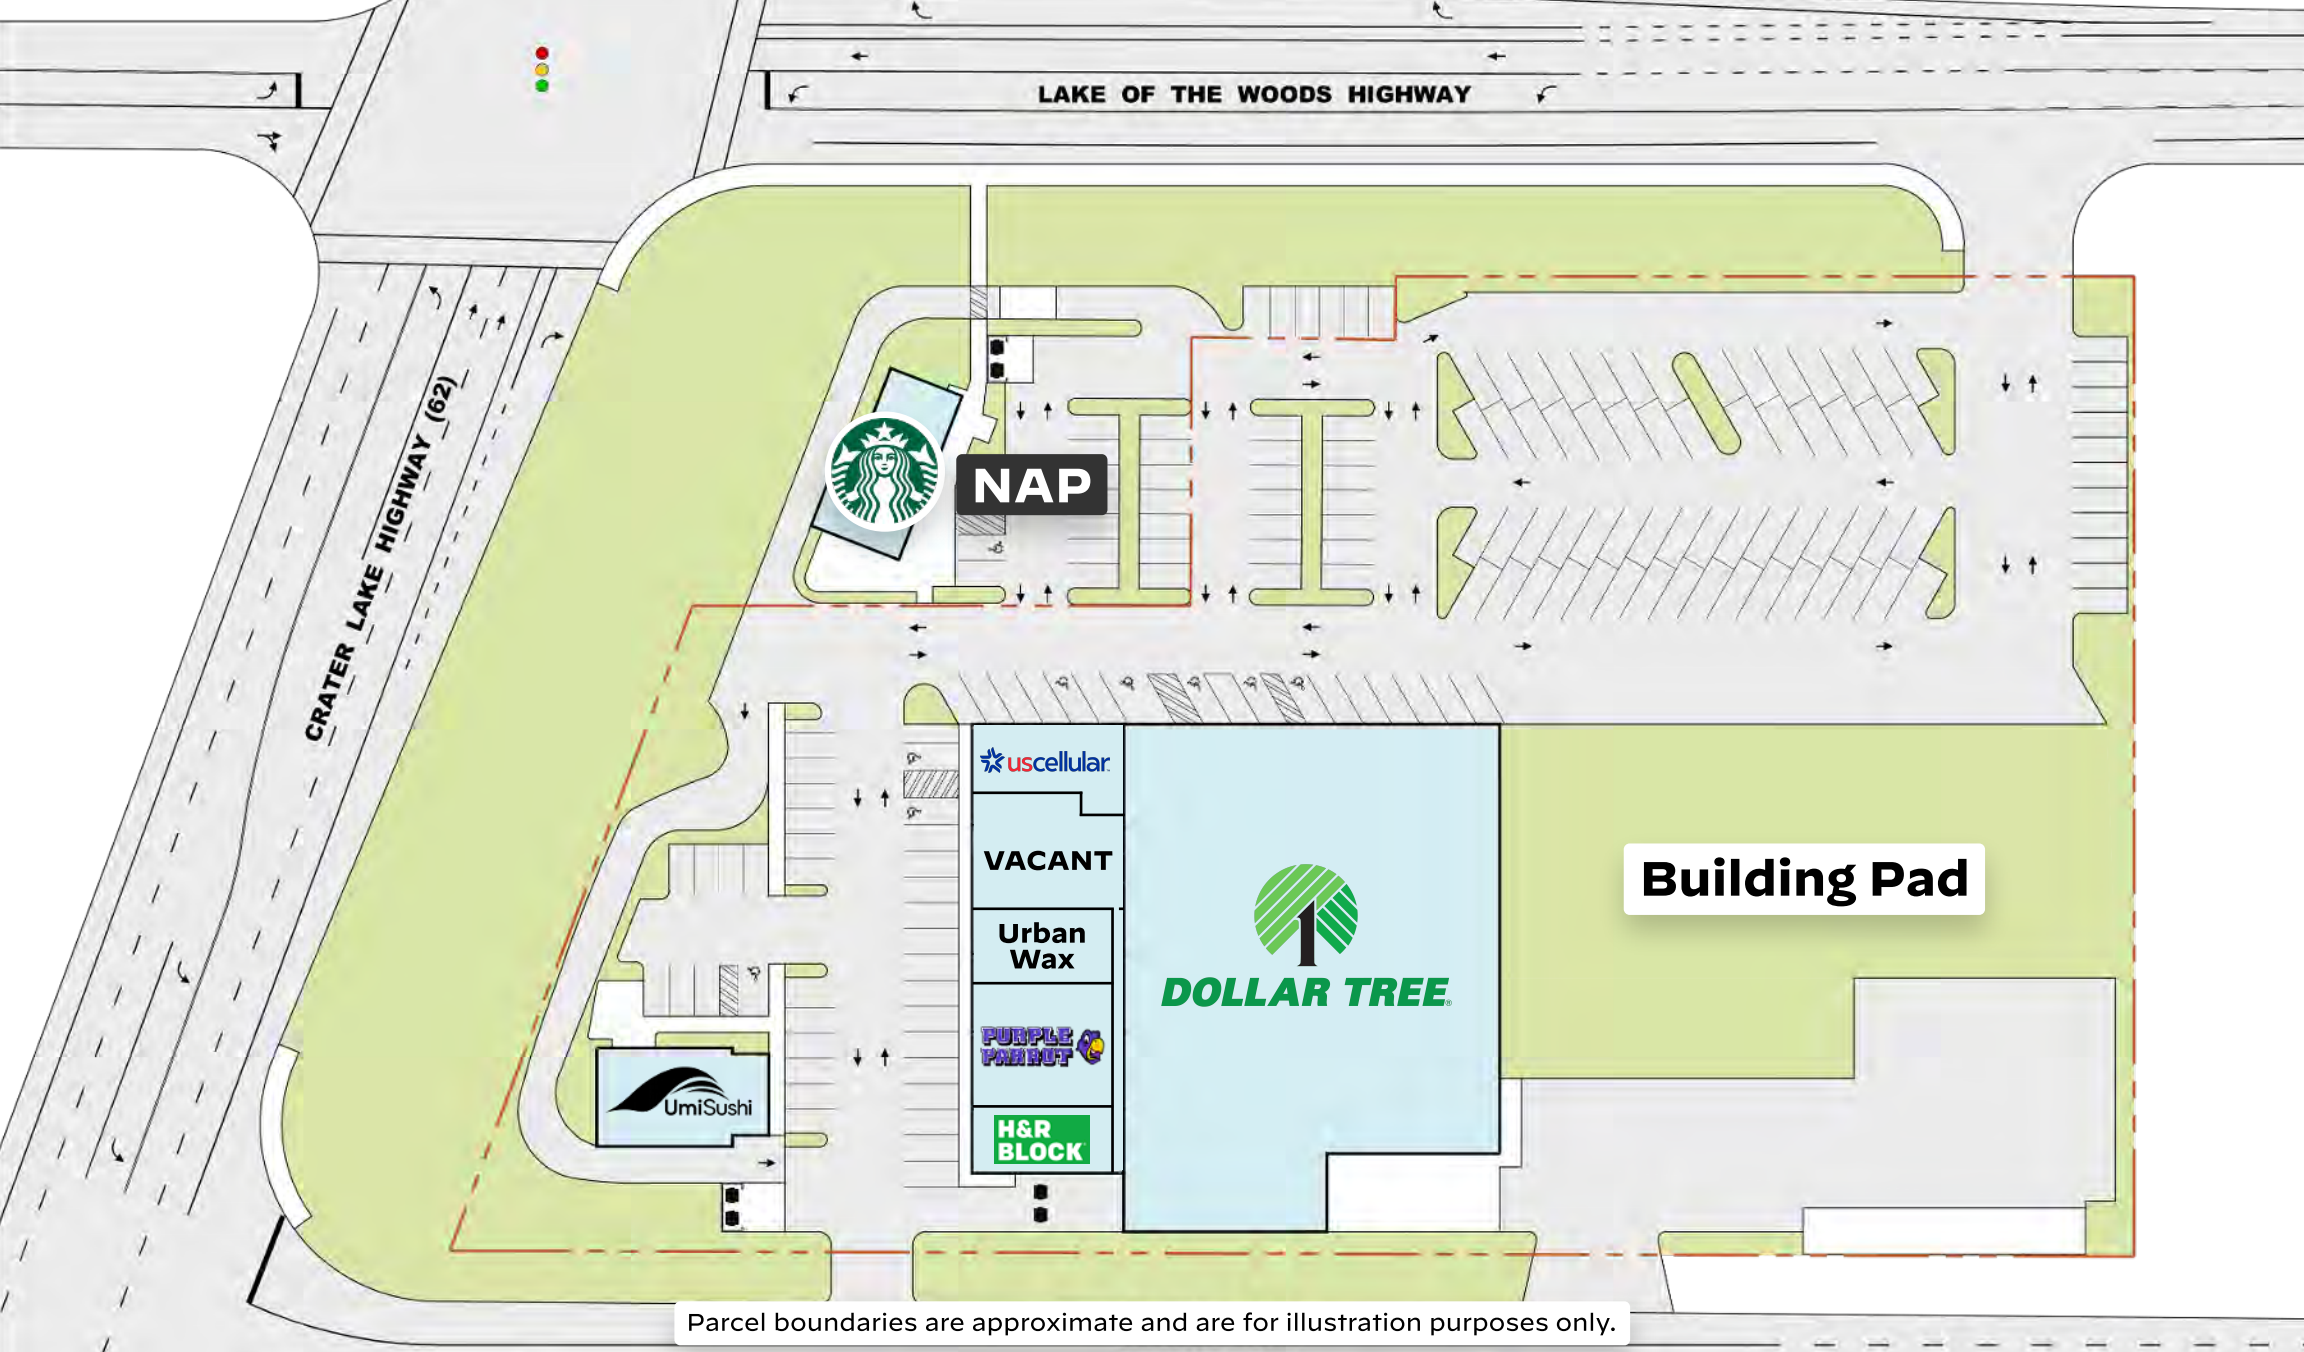 LAKE OF THE WOODS HIGHWAY
CRATER LAKE HIGHWAY (62)
NAP
uscellular
VACANT
Urban
Wax
PURPLE
PARROT
H&R
BLOCK
1
DOLLAR TREE
Building Pad
UmiSushi
Parcel boundaries are approximate and are for illustration purposes only.